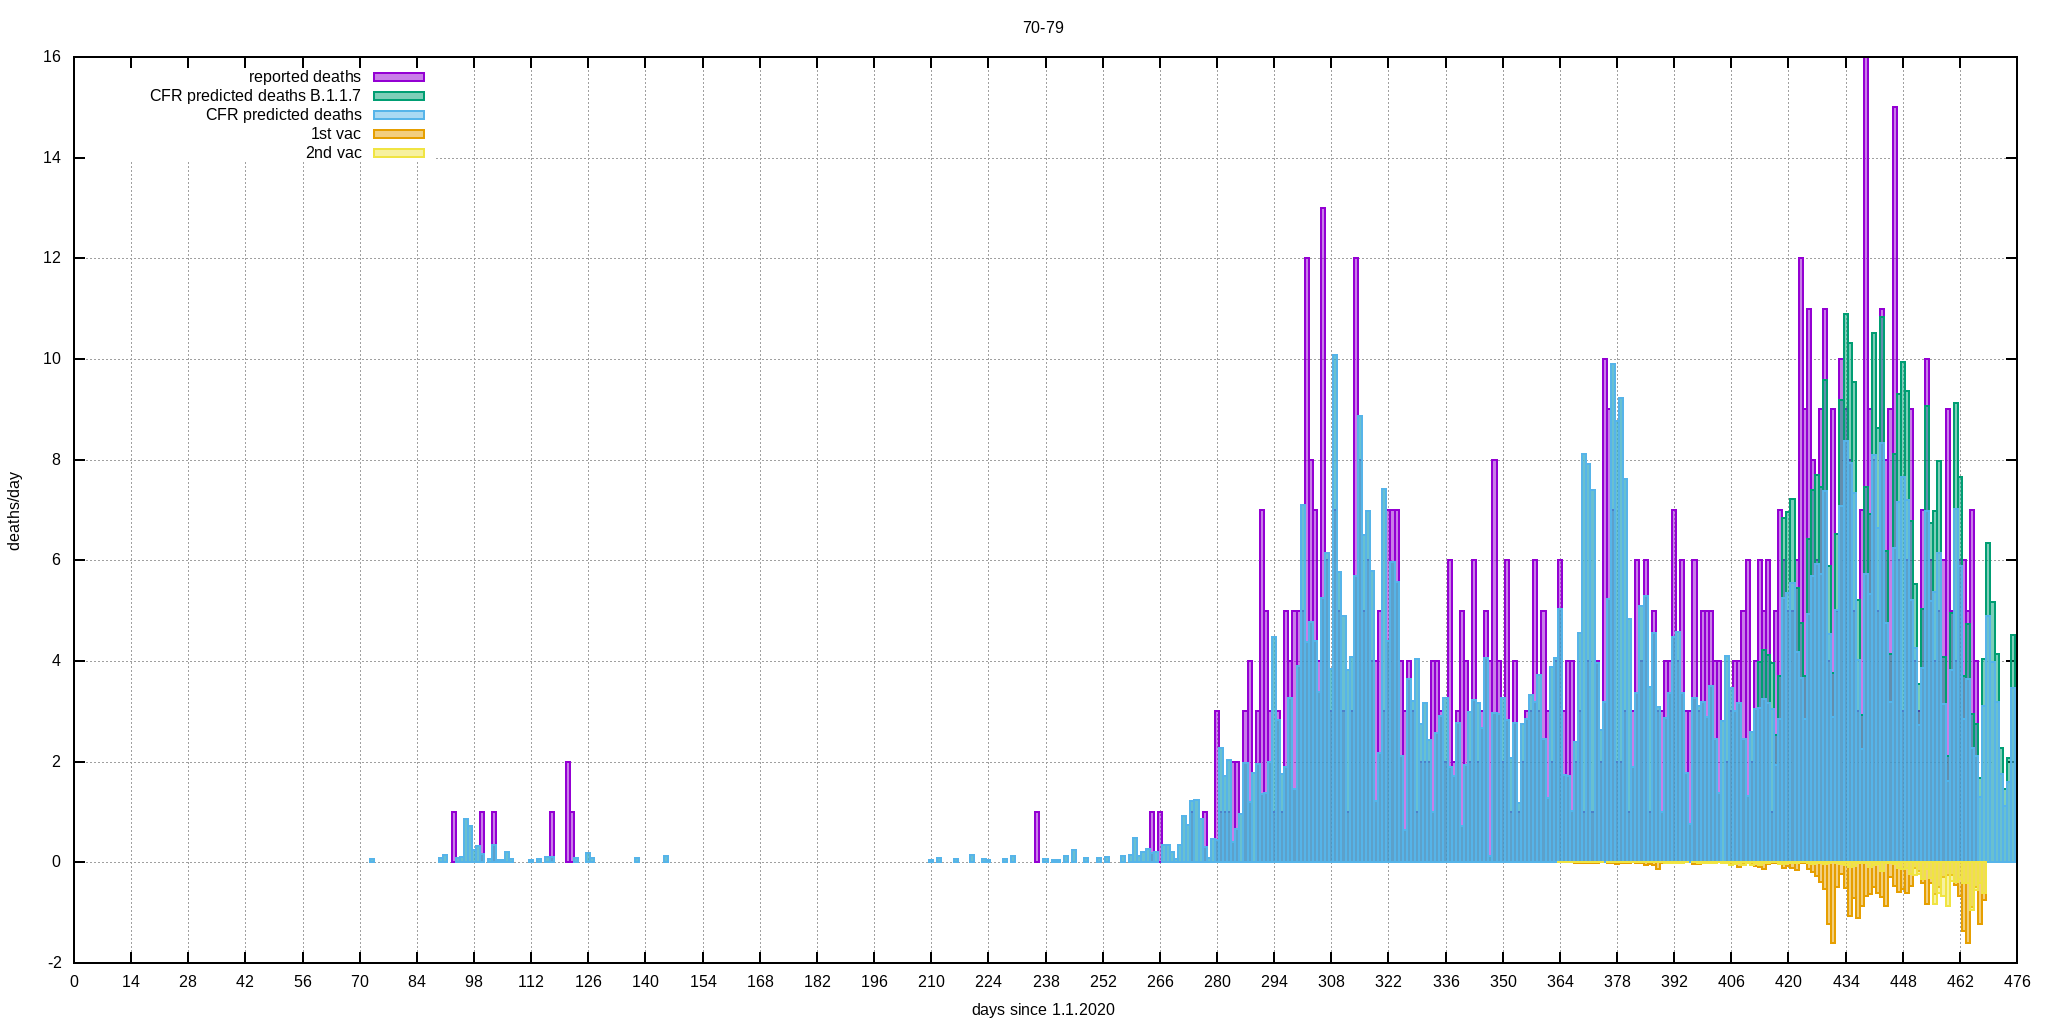 70-79
16
14
12
10
8
6
4
2
0
-2
deaths/day
reported deaths
CFR predicted deaths B.1.1.7
CFR predicted deaths
1st vac
2nd vac
0 14 28 42 56 70 84 98 112 126 140 154 168 182 196 210 224 238 252 266 280 294 308 322 336 350 364 378 392 406 420 434 448 462 476
days since 1.1.2020